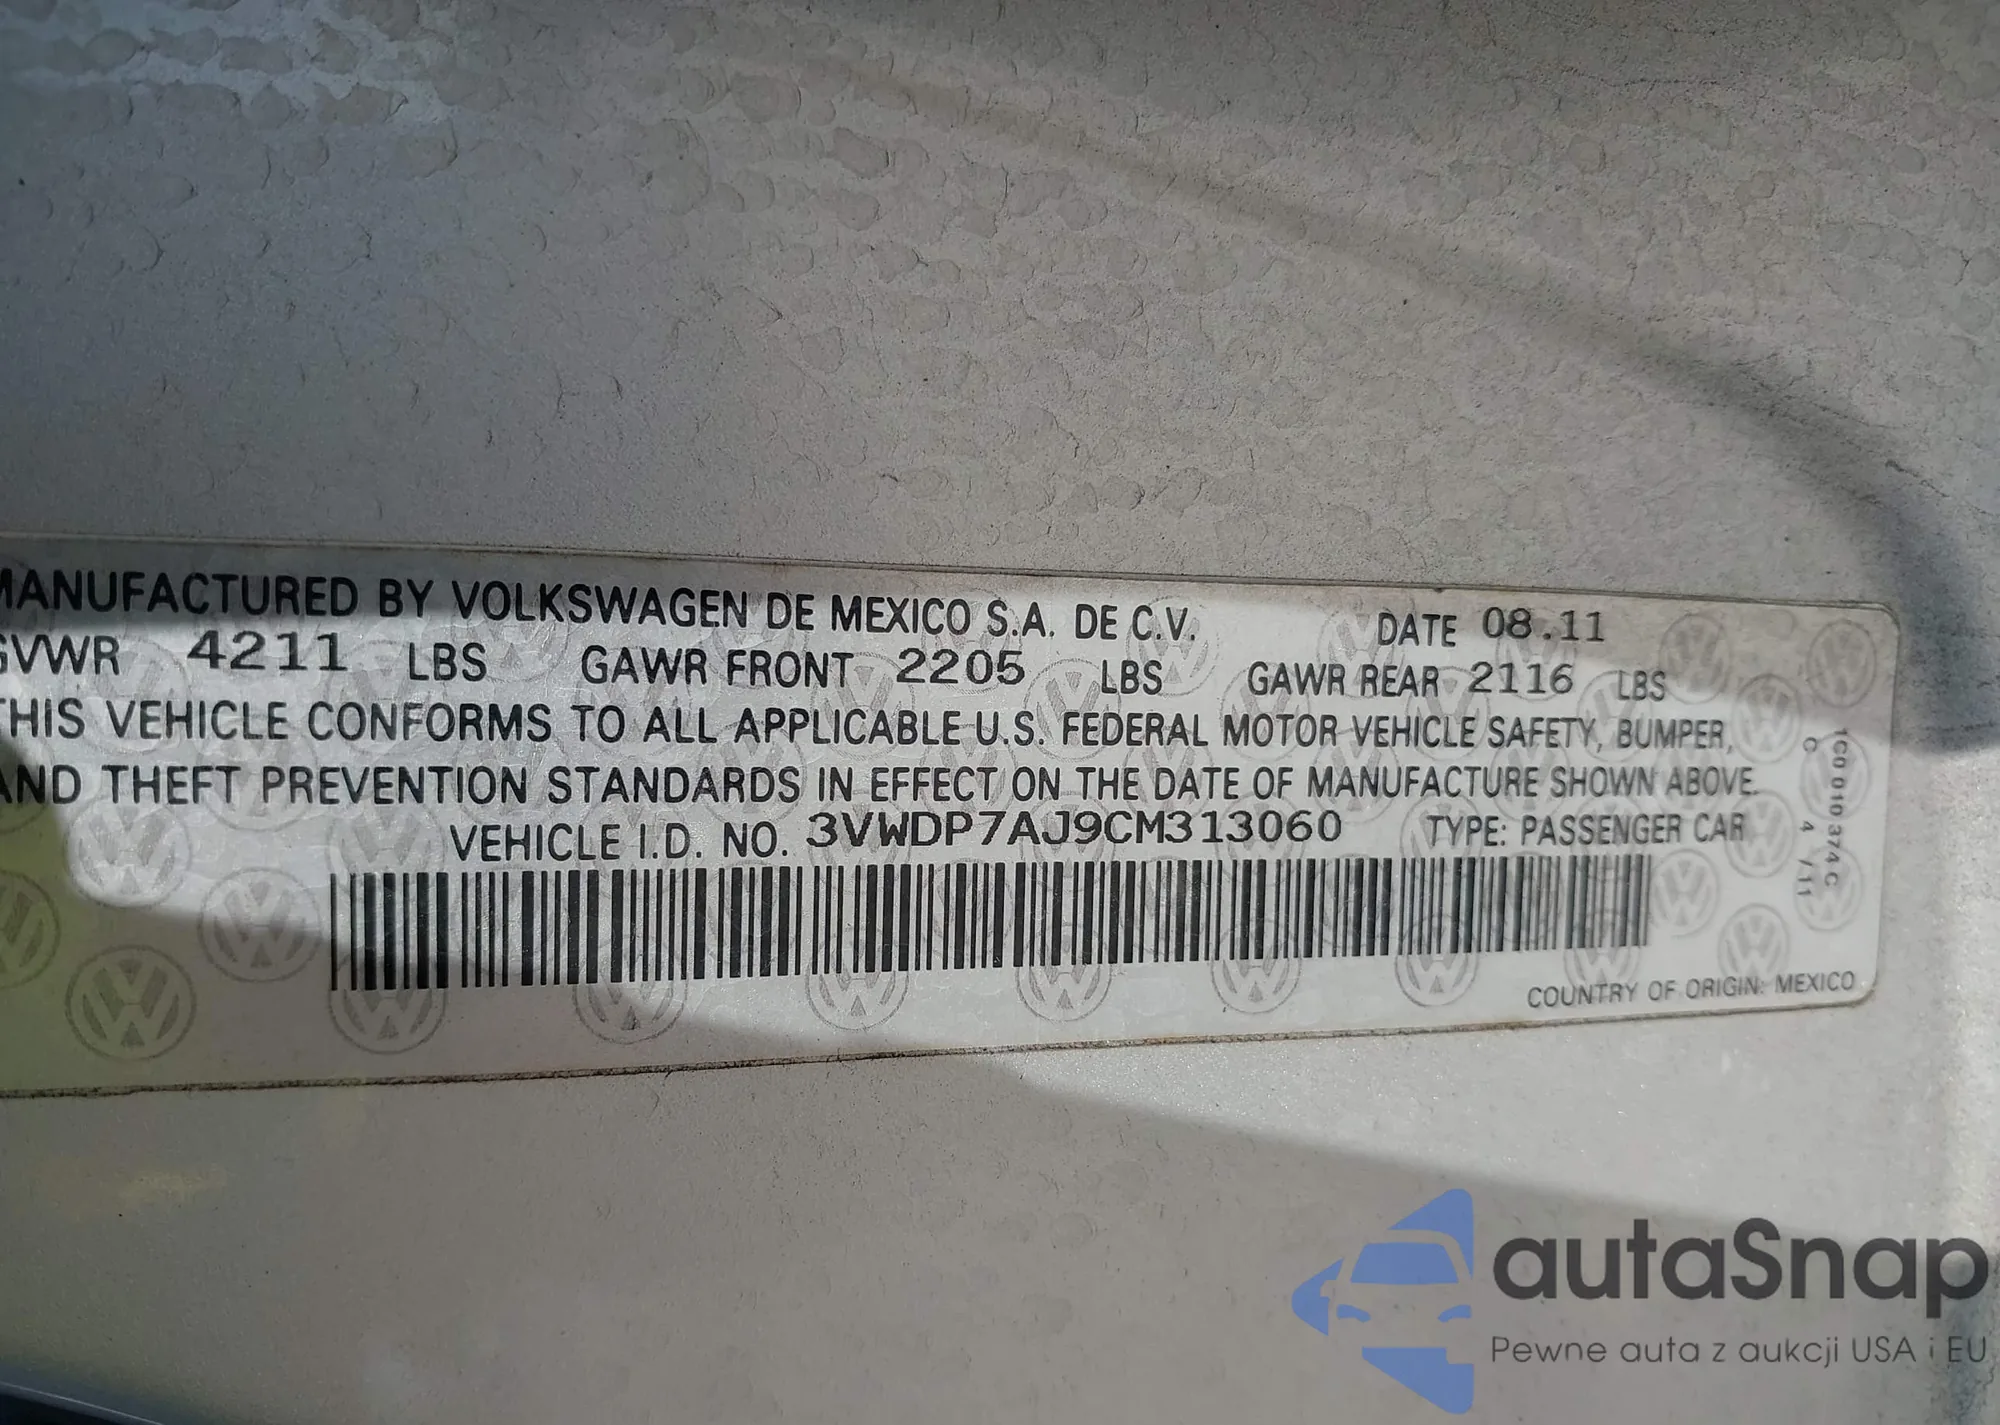 MANUFACTURED BY VOLKSWAGEN DE MEXICO S.A. DE C.V. DATE 08.11
GVWR 4211 LBS GAWR FRONT 2205 LBS GAWR REAR 2116 LBS
THIS VEHICLE CONFORMS TO ALL APPLICABLE U.S. FEDERAL MOTOR VEHICLE SAFETY, BUMPER,
AND THEFT PREVENTION STANDARDS IN EFFECT ON THE DATE OF MANUFACTURE SHOWN ABOVE.
VEHICLE I.D. NO. 3VWDP7AJ9CM313060 TYPE: PASSENGER CAR
COUNTRY OF ORIGIN: MEXICO
1C0 010 374 C
C 4 /11
autaSnap
Pewne auta z aukcji USA i EU